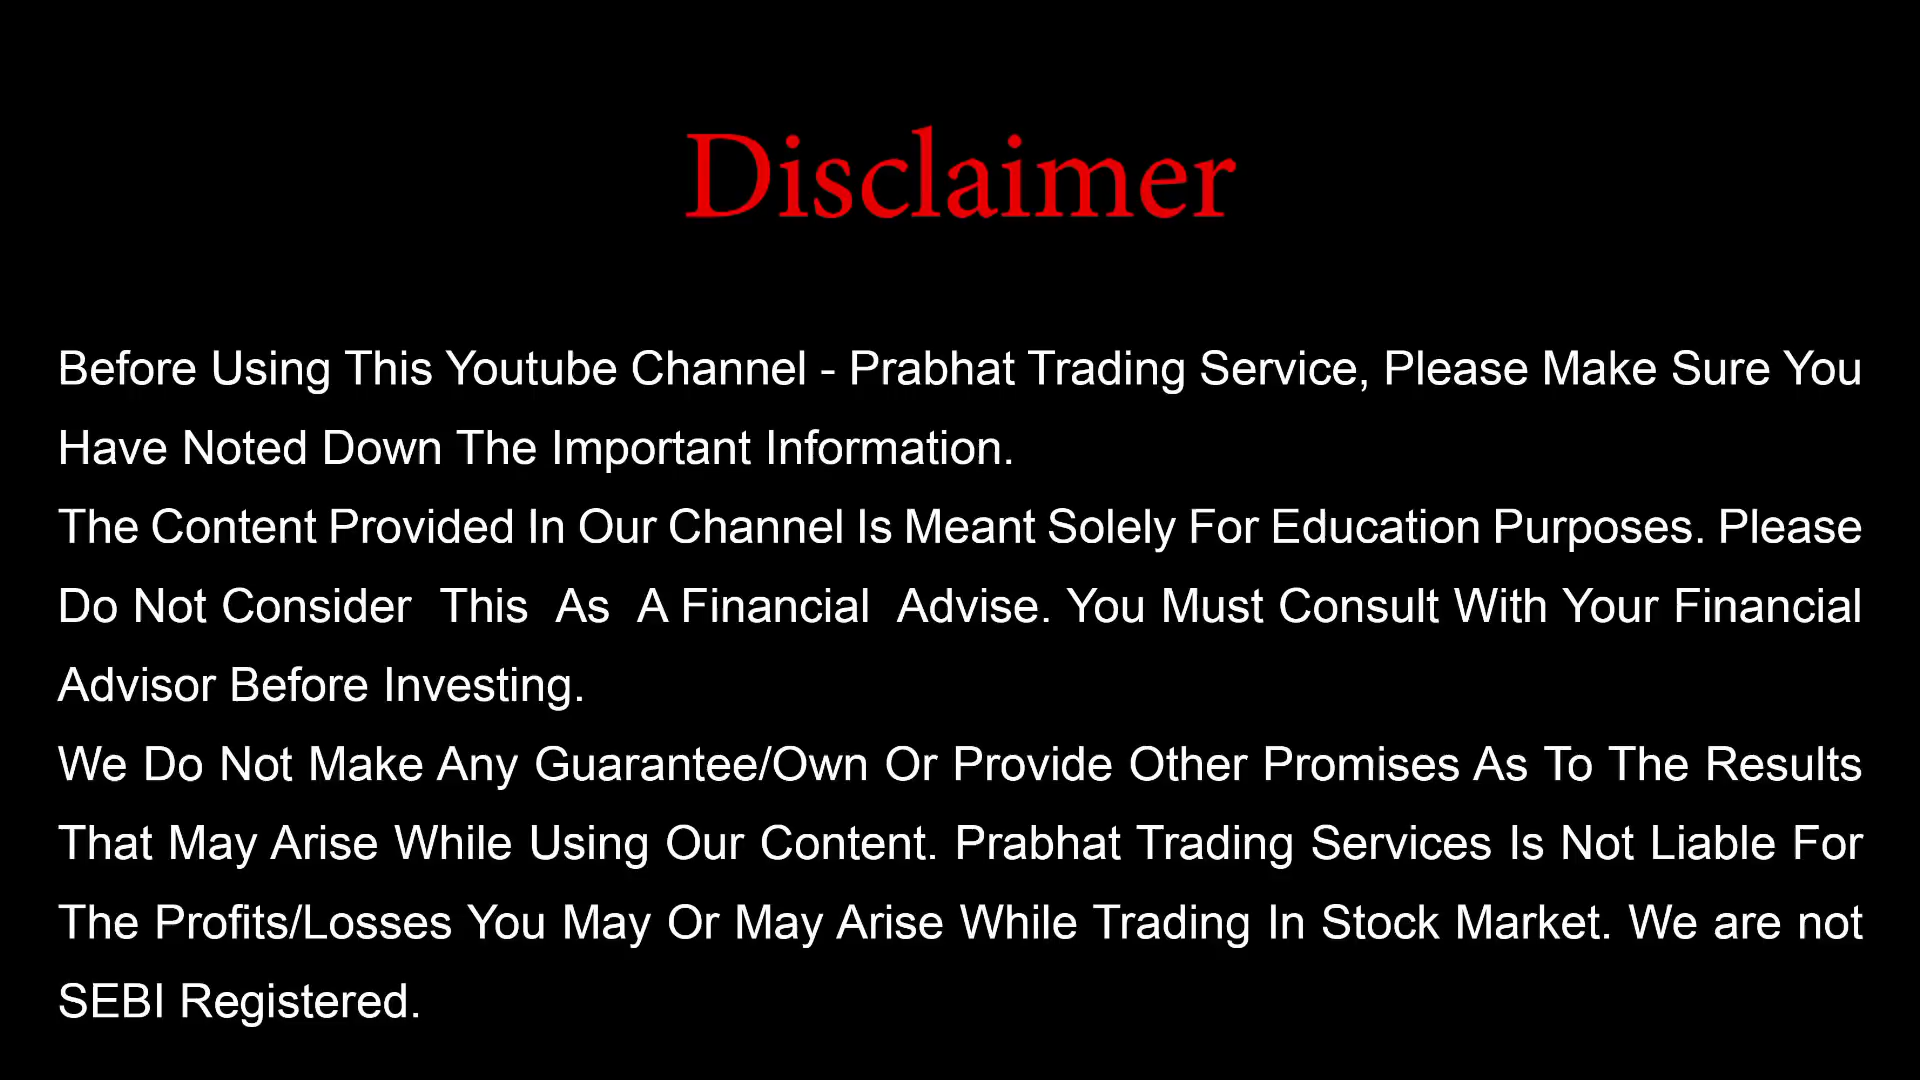 Disclaimer
Before Using This Youtube Channel - Prabhat Trading Service, Please Make Sure You
Have Noted Down The Important Information.
The Content Provided In Our Channel Is Meant Solely For Education Purposes. Please
Do Not Consider This As A Financial Advise. You Must Consult With Your Financial
Advisor Before Investing.
We Do Not Make Any Guarantee/Own Or Provide Other Promises As To The Results
That May Arise While Using Our Content. Prabhat Trading Services Is Not Liable For
The Profits/Losses You May Or May Arise While Trading In Stock Market. We are not
SEBI Registered.